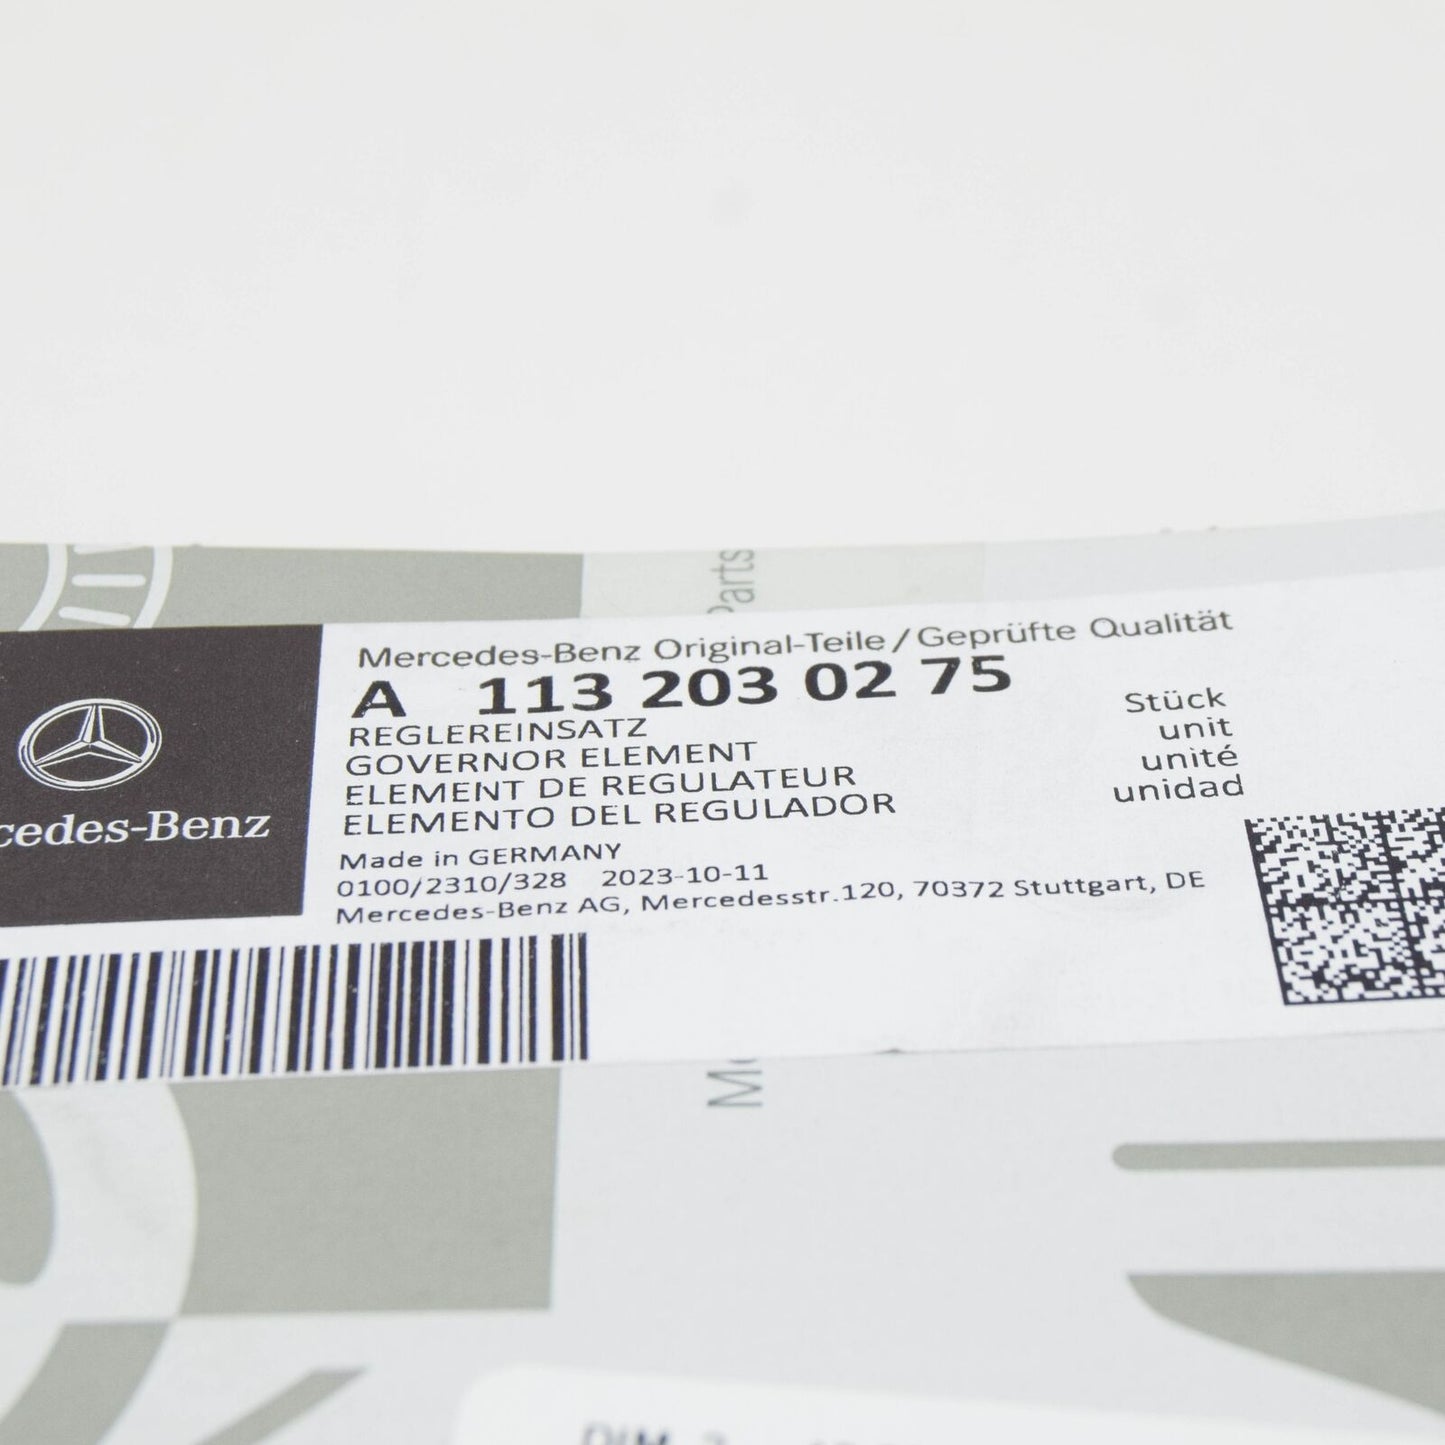 Parts
Mercedes-Benz Original-Teile / Geprüfte Qualität
A 113 203 02 75
REGLEREINSATZ
GOVERNOR ELEMENT
ELEMENT DE REGULATEUR
ELEMENTO DEL REGULADOR
Stück
unit
unité
unidad
Made in GERMANY
0100/2310/328 2023-10-11
Mercedes-Benz AG, Mercedesstr.120, 70372 Stuttgart, DE
cedes-Benz